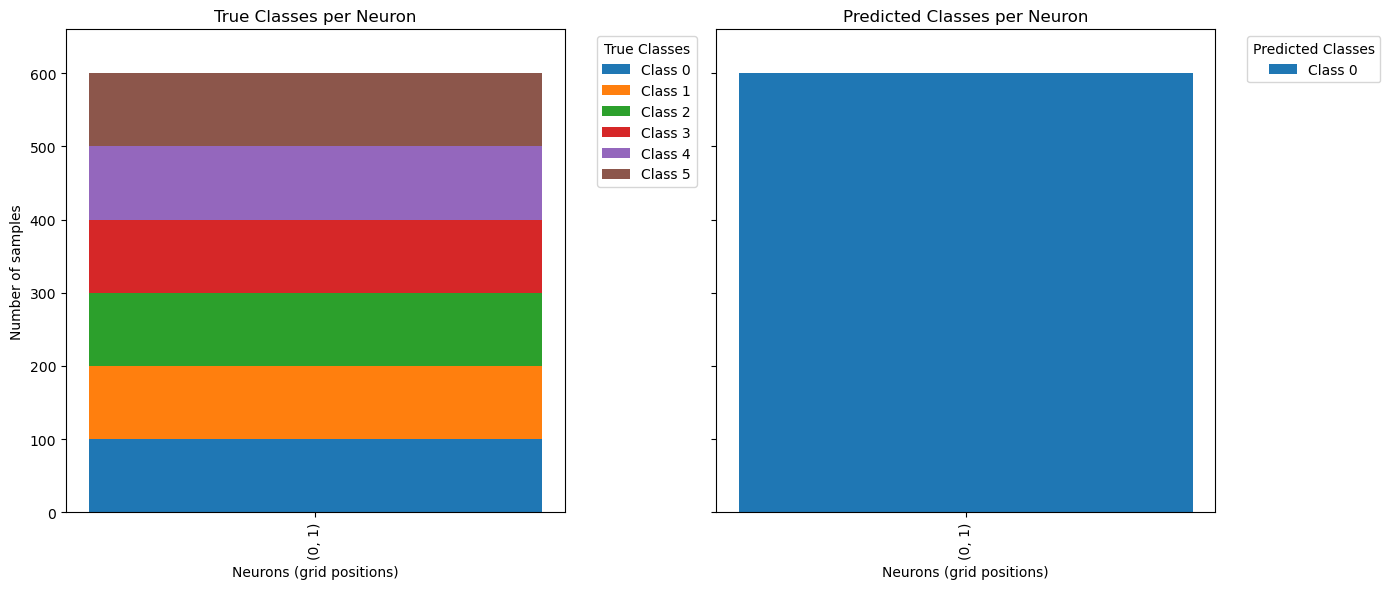 True Classes per Neuron
Number of samples
600
500
400
300
200
100
0
(0, 1)
Neurons (grid positions)
True Classes
Class 0
Class 1
Class 2
Class 3
Class 4
Class 5
Predicted Classes per Neuron
(0, 1)
Neurons (grid positions)
Predicted Classes
Class 0